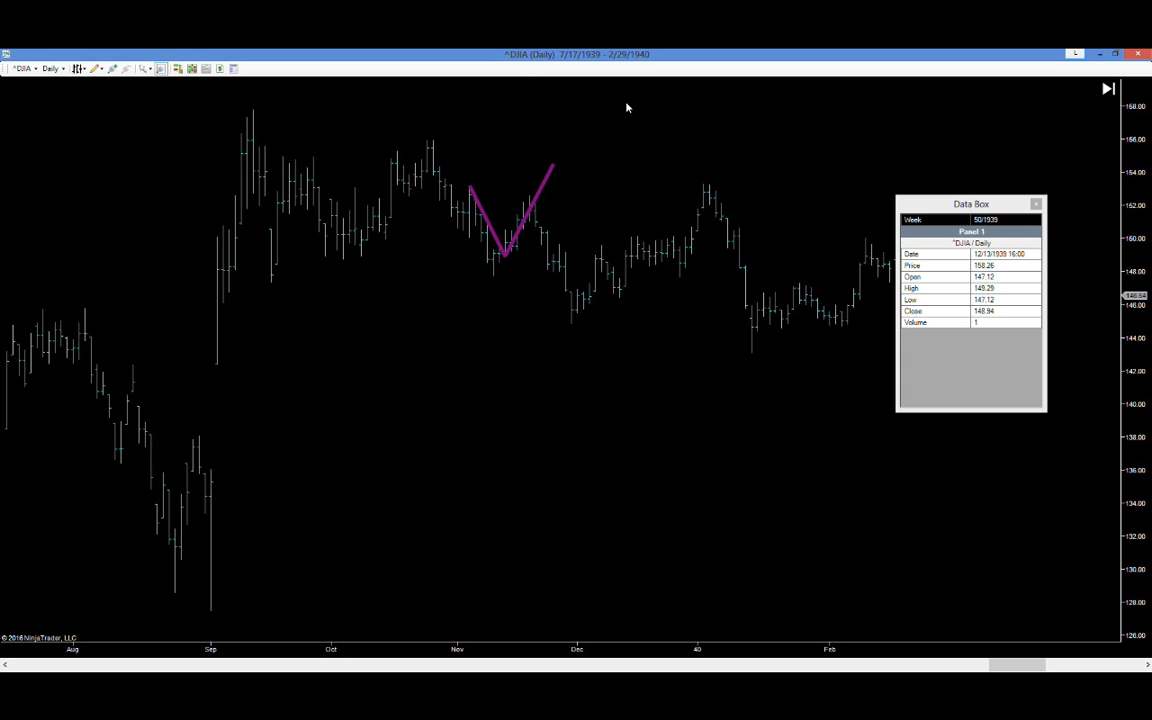 ^DJIA (Daily) 7/17/1939 - 2/29/1940
L
^DJIA Daily
158.00
156.00
154.00
152.00
150.00
148.00
146.64
146.00
144.00
142.00
140.00
138.00
136.00
134.00
132.00
130.00
128.00
126.00
Data Box
Week 50/1939
Panel 1
^DJIA / Daily
Date 12/13/1939 16:00
Price 158.26
Open 147.12
High 149.29
Low 147.12
Close 148.94
Volume 1
© 2016 NinjaTrader, LLC
Aug Sep Oct Nov Dec 40 Feb